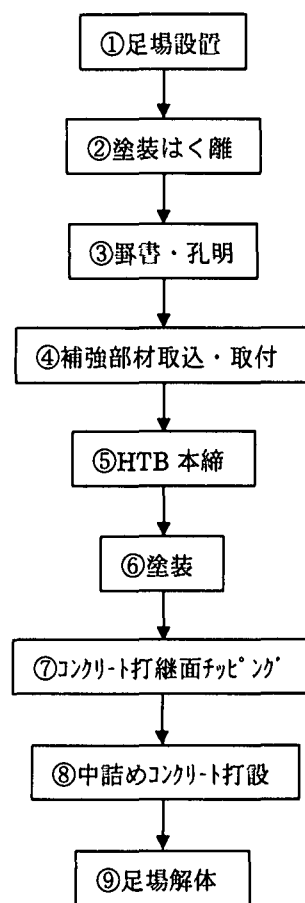 ①足場設置
②塗装はく離
③罫書・孔明
④補強部材取込・取付
⑤HTB 本締
⑥塗装
⑦ｺﾝｸﾘｰﾄ打継面ﾁｯﾋﾟﾝｸﾞ
⑧中詰めｺﾝｸﾘｰﾄ打設
⑨足場解体